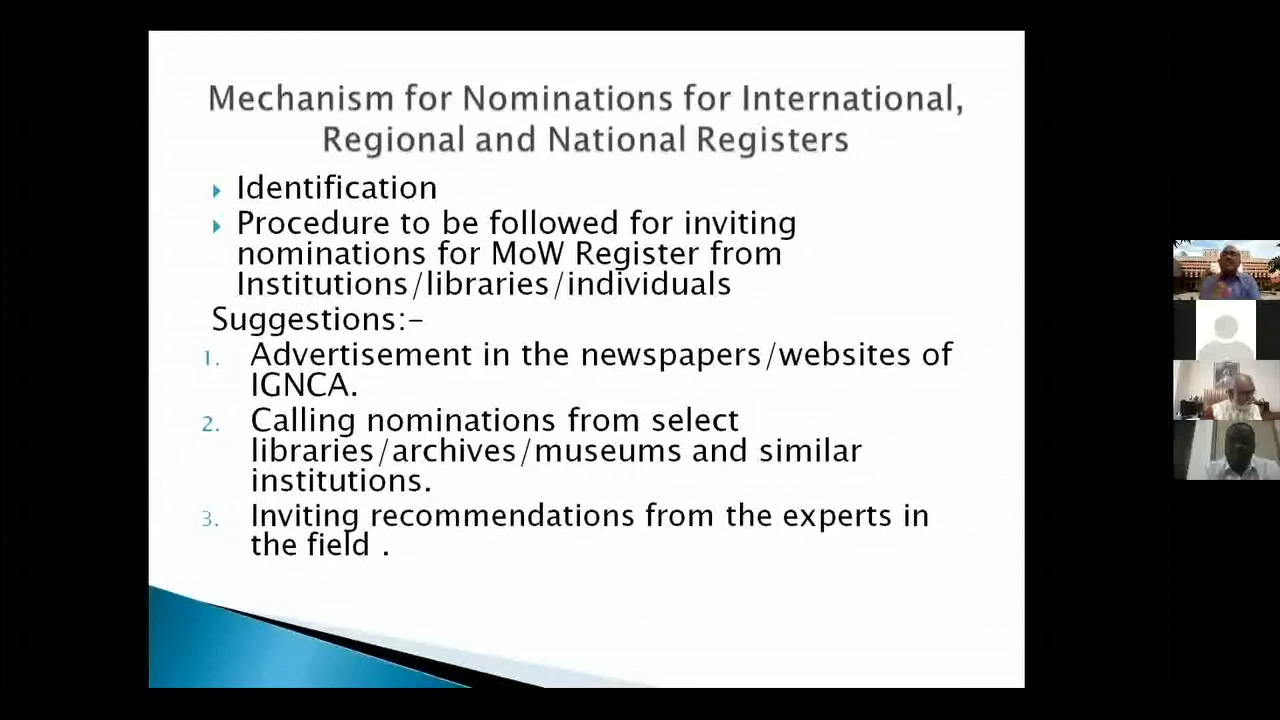 Mechanism for Nominations for International,
Regional and National Registers
Identification
Procedure to be followed for inviting
nominations for MoW Register from
Institutions/libraries/individuals
Suggestions:-
1. Advertisement in the newspapers/websites of
IGNCA.
2. Calling nominations from select
libraries/archives/museums and similar
institutions.
3. Inviting recommendations from the experts in
the field .